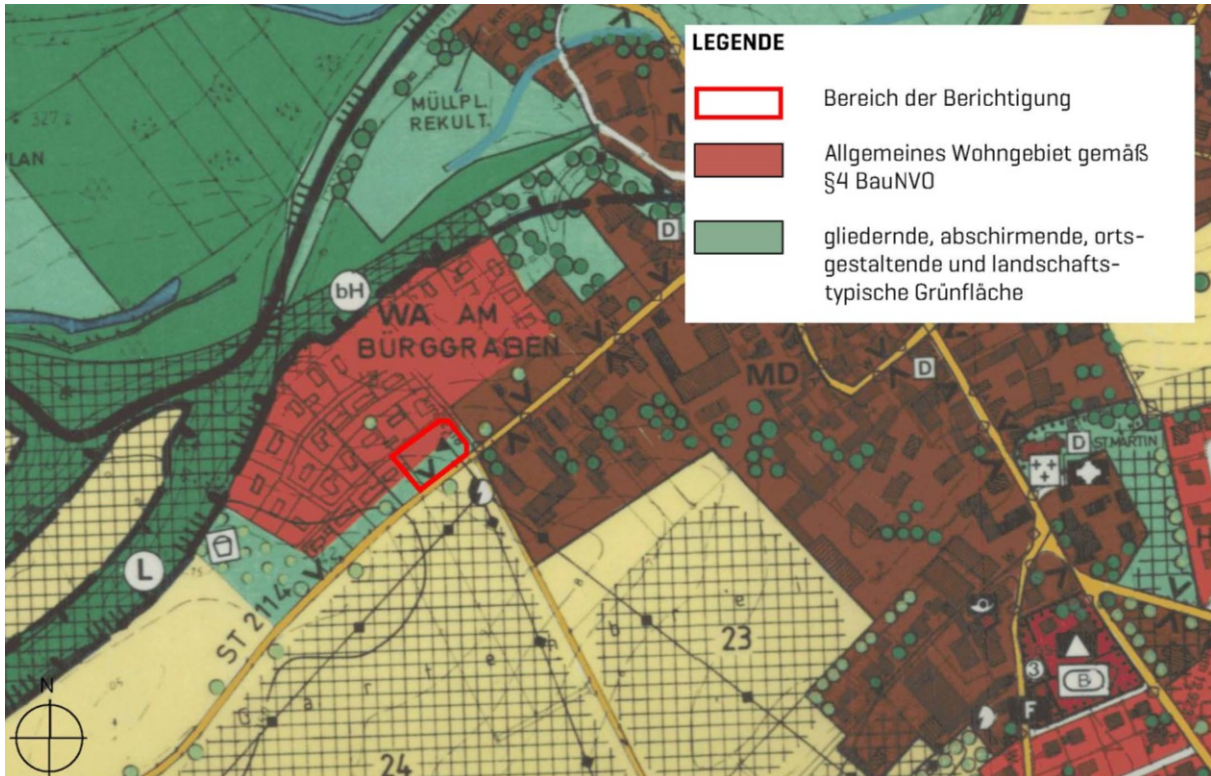 LEGENDE
Bereich der Berichtigung
Allgemeines Wohngebiet gemäß
§4 BauNVO
gliedernde, abschirmende, orts-
gestaltende und landschafts-
typische Grünfläche
MÜLLPL.
REKULT.
327
PLAN
D
bH
WA AM
BÜRGGRABEN
MD
D
D ST.MARTIN
L
ST 2114
23
24
3
B
F
N